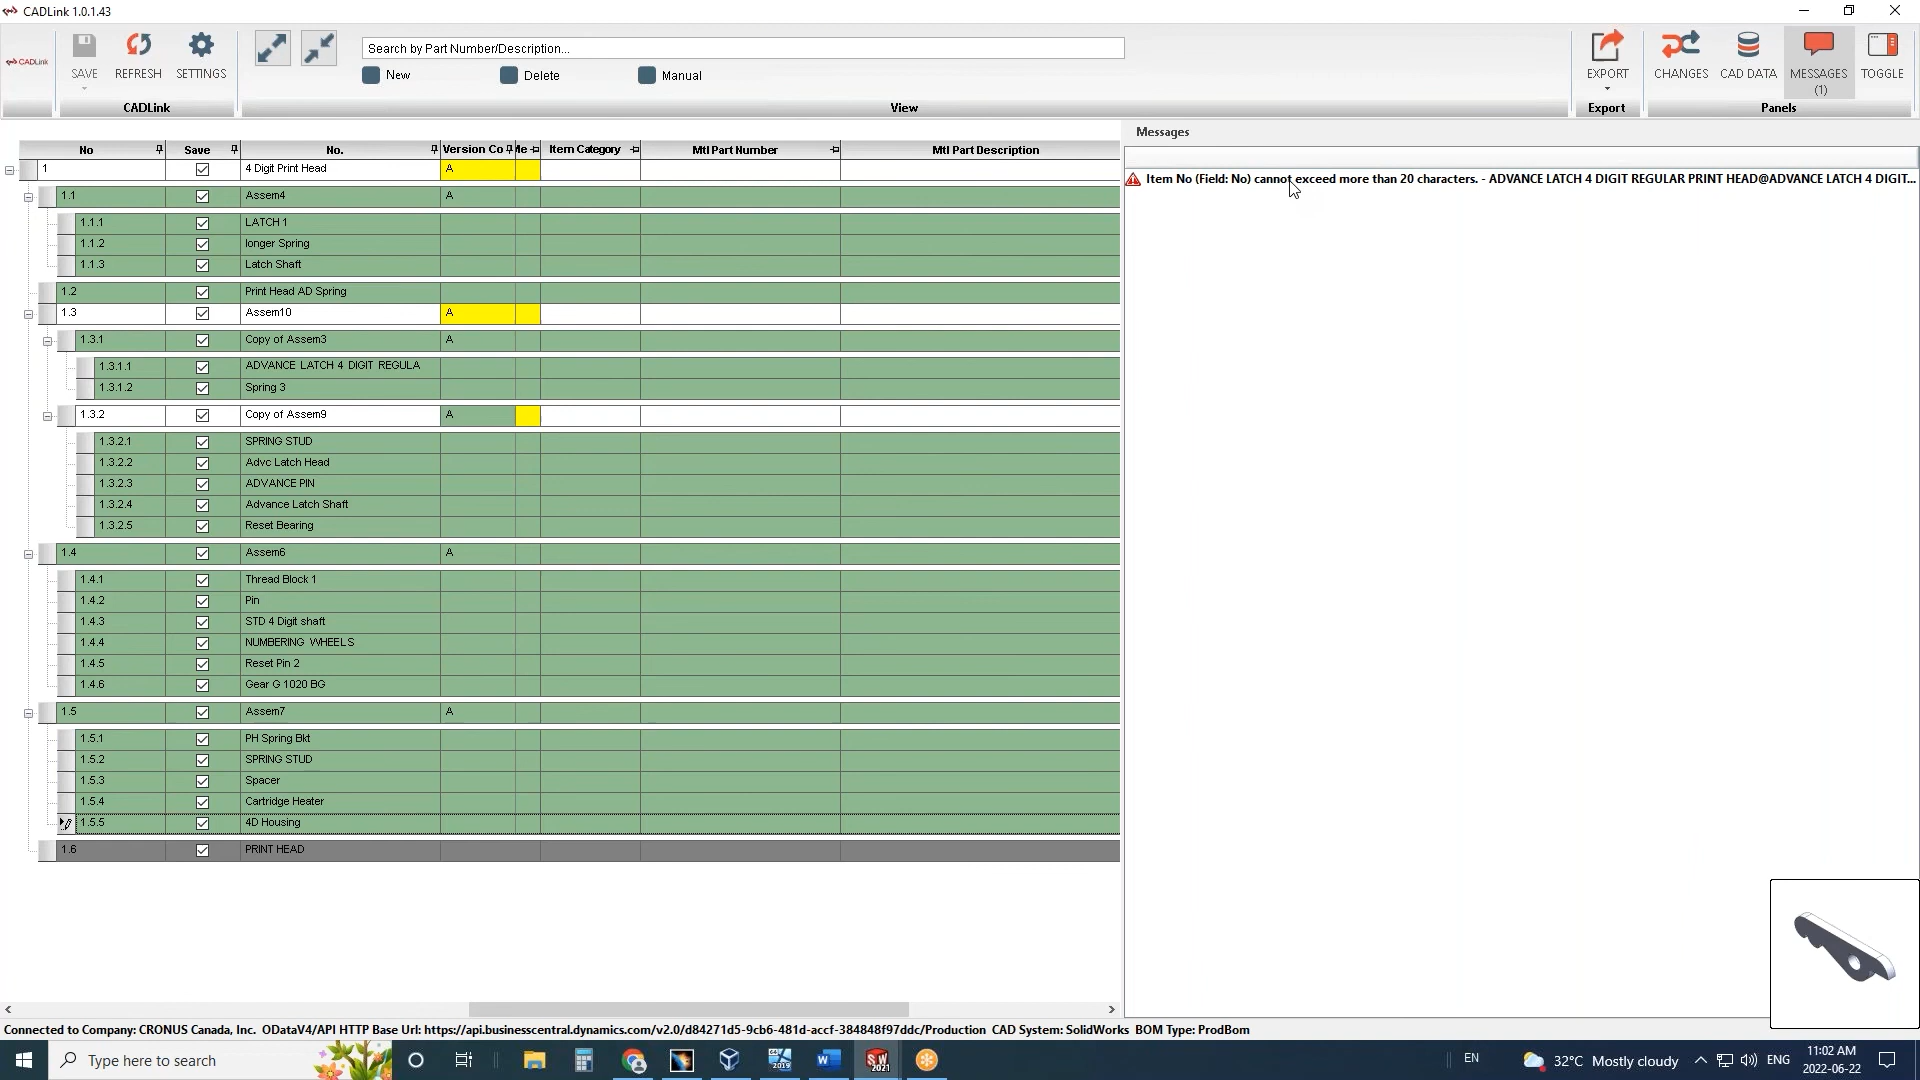 CADLink 1.0.1.43
CADLink
SAVE
REFRESH
SETTINGS
CADLink
Search by Part Number/Description...
New
Delete
Manual
View
EXPORT
Export
CHANGES
CAD DATA
MESSAGES
(1)
TOGGLE
Panels
No Save No. Version Co Me Item Category Mtl Part Number Mtl Part Description
1 4 Digit Print Head A
1.1 Assem4 A
1.1.1 LATCH 1
1.1.2 longer Spring
1.1.3 Latch Shaft
1.2 Print Head AD Spring
1.3 Assem10 A
1.3.1 Copy of Assem3 A
1.3.1.1 ADVANCE LATCH 4 DIGIT REGULA
1.3.1.2 Spring 3
1.3.2 Copy of Assem9 A
1.3.2.1 SPRING STUD
1.3.2.2 Advc Latch Head
1.3.2.3 ADVANCE PIN
1.3.2.4 Advance Latch Shaft
1.3.2.5 Reset Bearing
1.4 Assem6 A
1.4.1 Thread Block 1
1.4.2 Pin
1.4.3 STD 4 Digit shaft
1.4.4 NUMBERING WHEELS
1.4.5 Reset Pin 2
1.4.6 Gear G 1020 BG
1.5 Assem7 A
1.5.1 PH Spring Bkt
1.5.2 SPRING STUD
1.5.3 Spacer
1.5.4 Cartridge Heater
1.5.5 4D Housing
1.6 PRINT HEAD
Messages
Item No (Field: No) cannot exceed more than 20 characters. - ADVANCE LATCH 4 DIGIT REGULAR PRINT HEAD@ADVANCE LATCH 4 DIGIT...
Connected to Company: CRONUS Canada, Inc. ODataV4/API HTTP Base Url: https://api.businesscentral.dynamics.com/v2.0/d84271d5-9cb6-481d-accf-384848f97ddc/Production CAD System: SolidWorks BOM Type: ProdBom
Type here to search
2019
SW
2021
EN
32°C Mostly cloudy
ENG
11:02 AM
2022-06-22